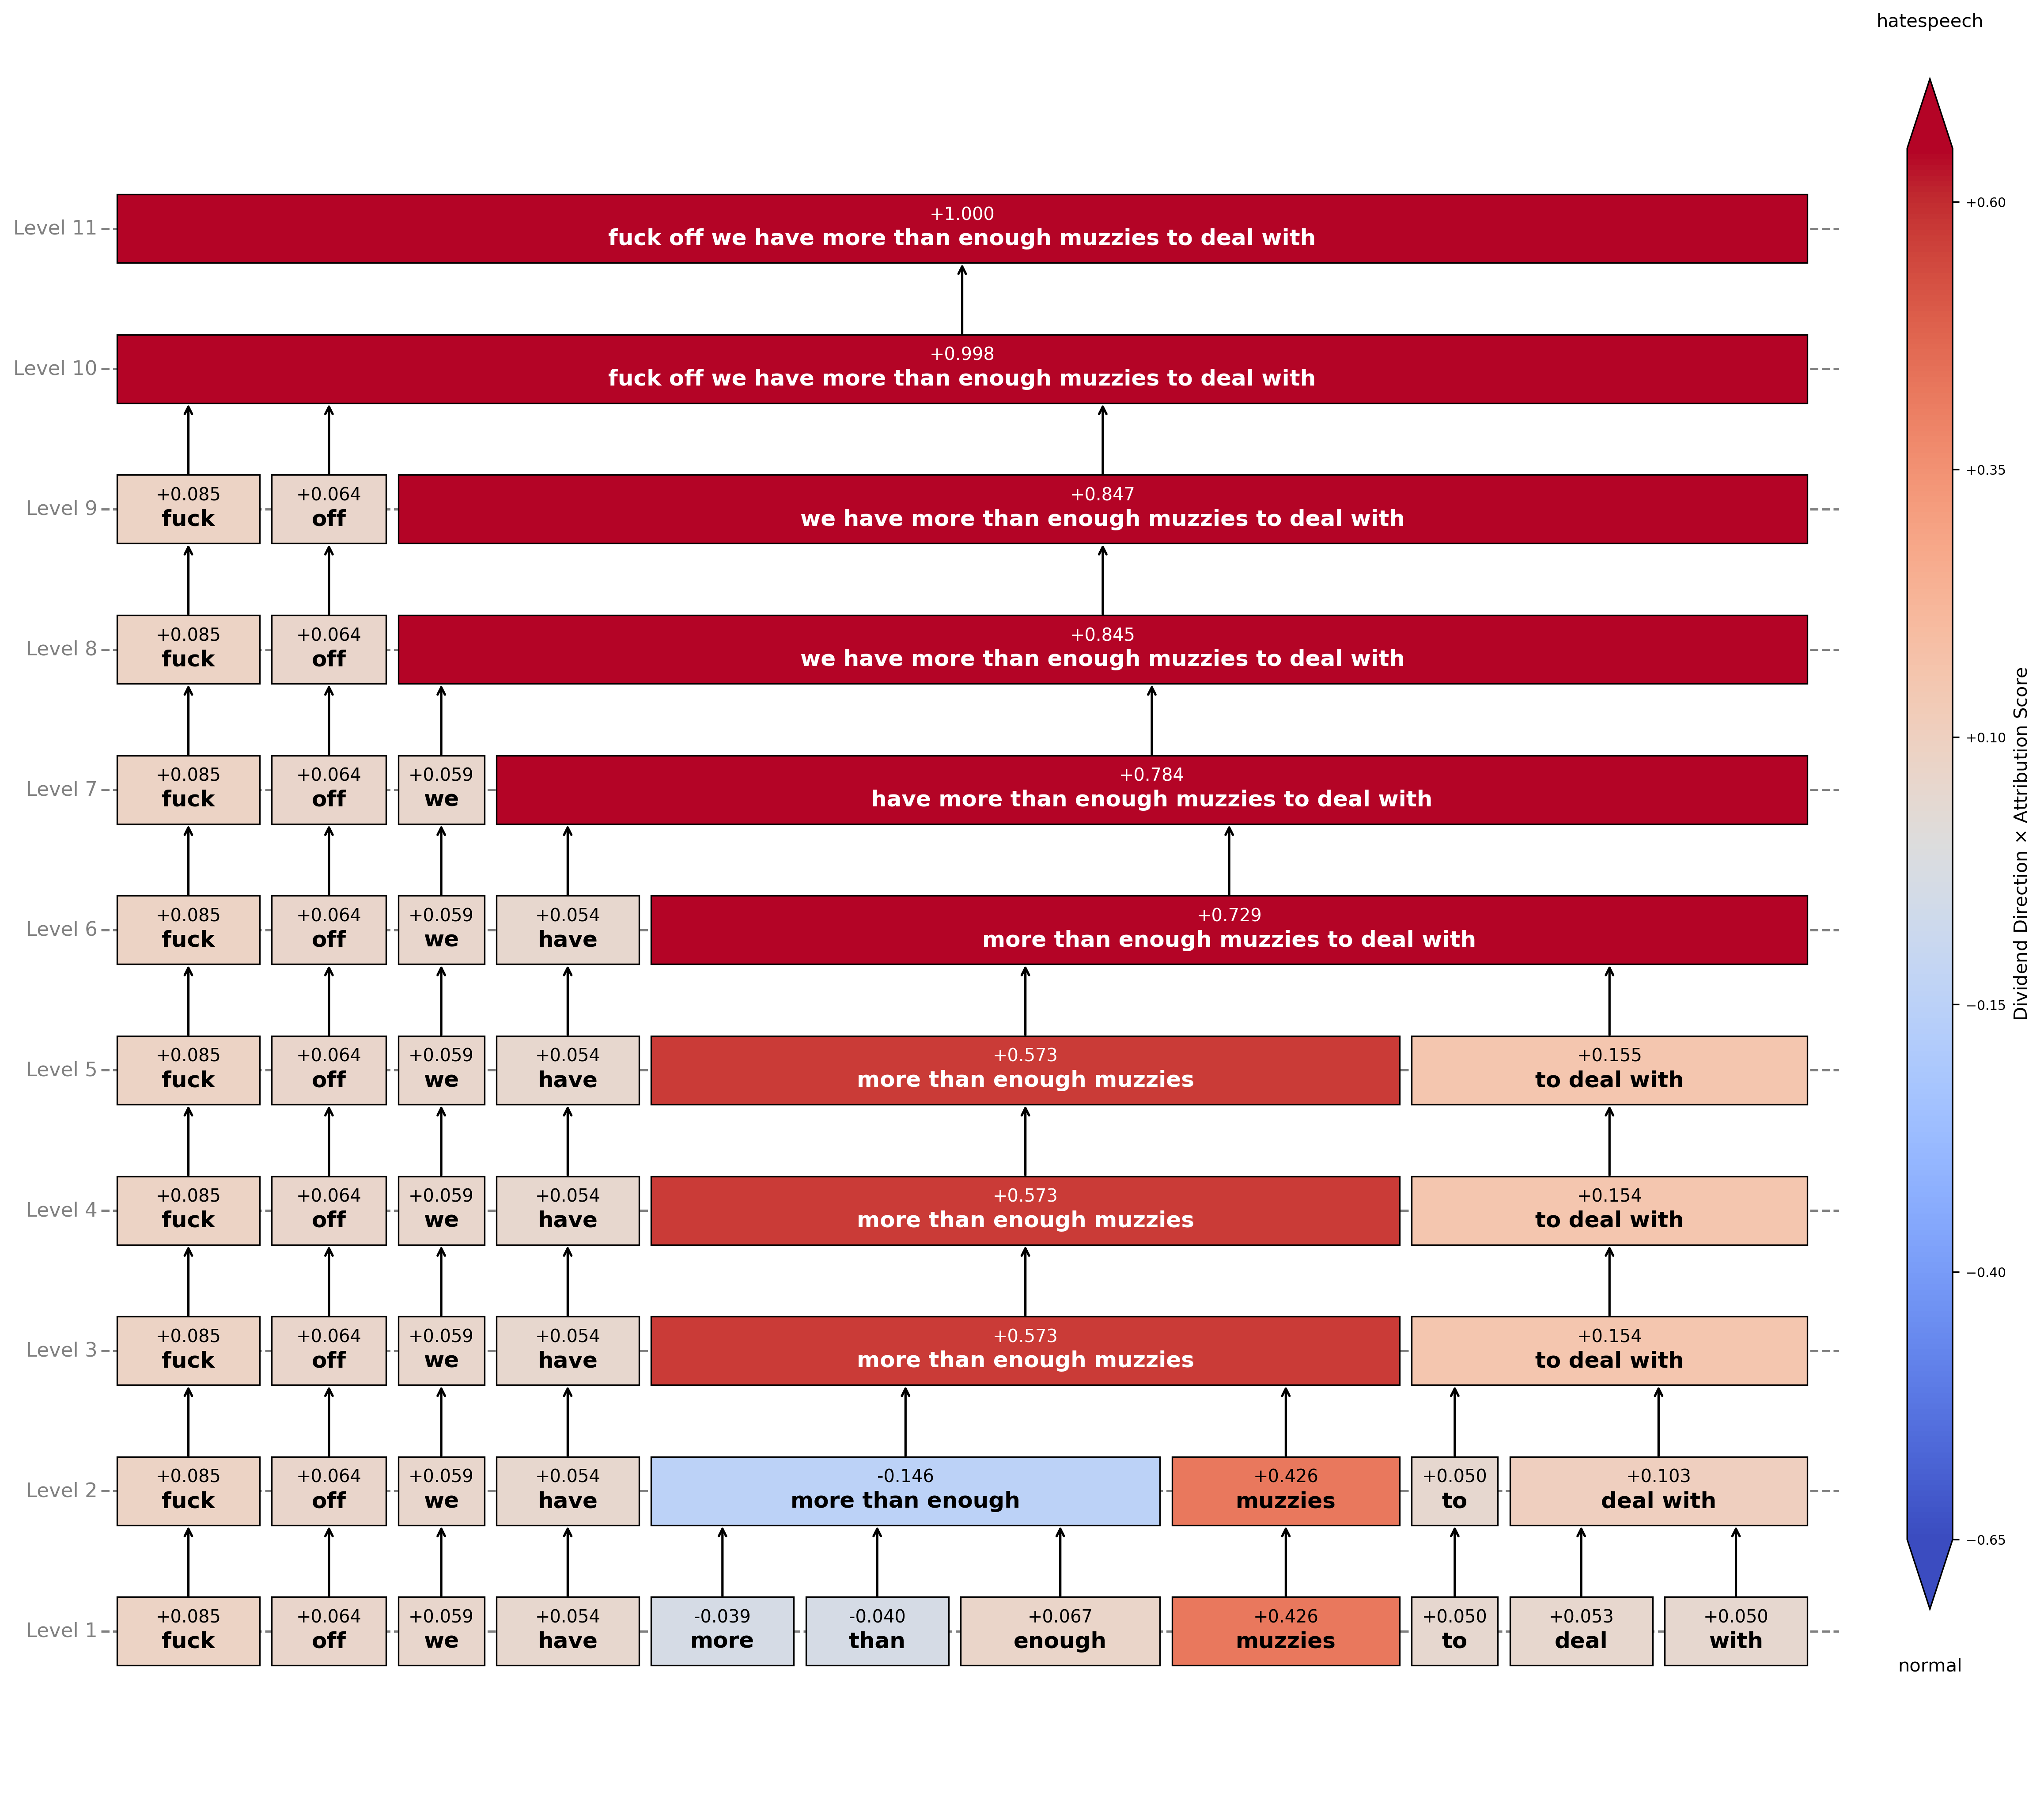 hatespeech
Level 11
+1.000
fuck off we have more than enough muzzies to deal with
Level 10
+0.998
fuck off we have more than enough muzzies to deal with
Level 9
+0.085 +0.064 +0.847
fuck off we have more than enough muzzies to deal with
Level 8
+0.085 +0.064 +0.845
fuck off we have more than enough muzzies to deal with
Level 7
+0.085 +0.064 +0.059 +0.784
fuck off we have more than enough muzzies to deal with
Level 6
+0.085 +0.064 +0.059 +0.054 +0.729
fuck off we have more than enough muzzies to deal with
Level 5
+0.085 +0.064 +0.059 +0.054 +0.573 +0.155
fuck off we have more than enough muzzies to deal with
Level 4
+0.085 +0.064 +0.059 +0.054 +0.573 +0.154
fuck off we have more than enough muzzies to deal with
Level 3
+0.085 +0.064 +0.059 +0.054 +0.573 +0.154
fuck off we have more than enough muzzies to deal with
Level 2
+0.085 +0.064 +0.059 +0.054 -0.146 +0.426 +0.050 +0.103
fuck off we have more than enough muzzies to deal with
Level 1
+0.085 +0.064 +0.059 +0.054 -0.039 -0.040 +0.067 +0.426 +0.050 +0.053 +0.050
fuck off we have more than enough muzzies to deal with
+0.60
+0.35
+0.10
−0.15
−0.40
−0.65
Dividend Direction × Attribution Score
normal